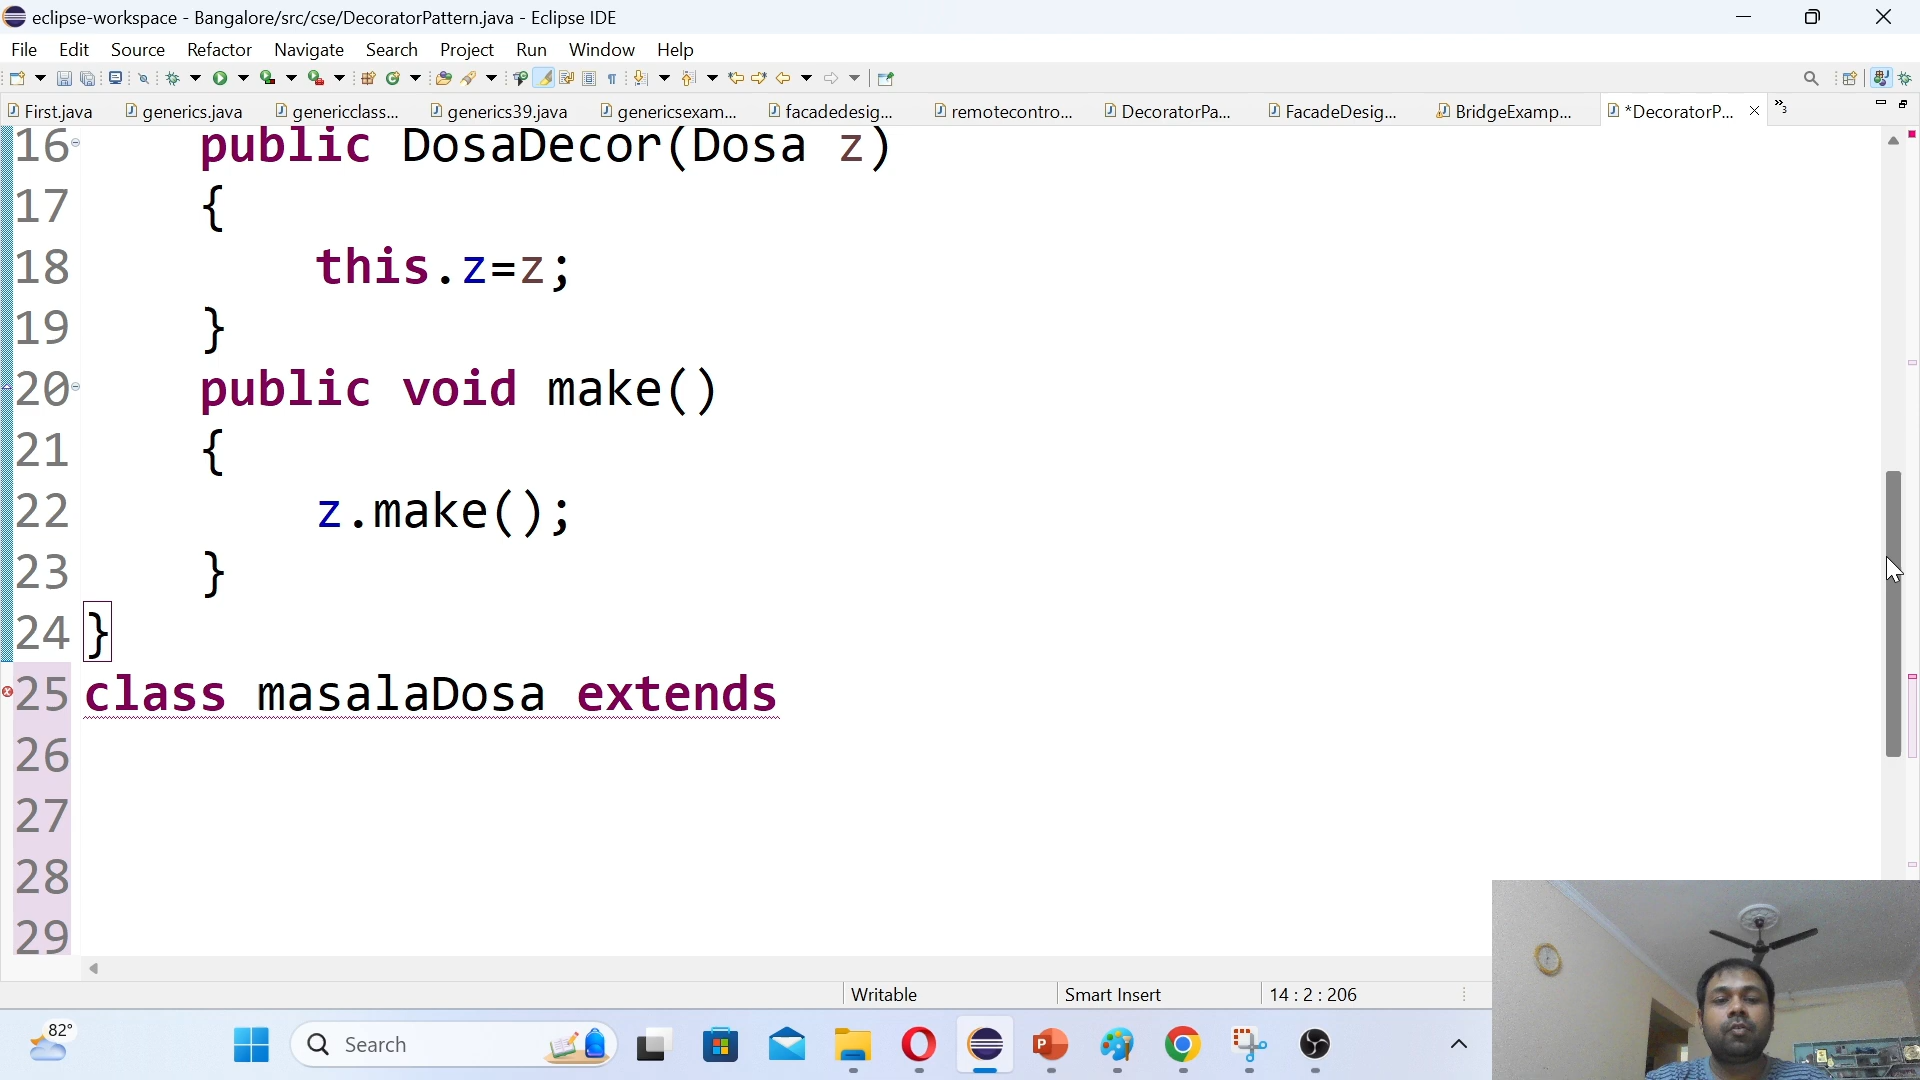 eclipse-workspace - Bangalore/src/cse/DecoratorPattern.java - Eclipse IDE
File Edit Source Refactor Navigate Search Project Run Window Help
First.java generics.java genericclass... generics39.java genericsexam... facadedesig... remotecontro... DecoratorPa... FacadeDesig... BridgeExamp... *DecoratorP... »3
16 public DosaDecor(Dosa z)
17 {
18 this.z=z;
19 }
20 public void make()
21 {
22 z.make();
23 }
24 }
25 class masalaDosa extends
26
27
28
29
Writable Smart Insert 14 : 2 : 206
82° Search